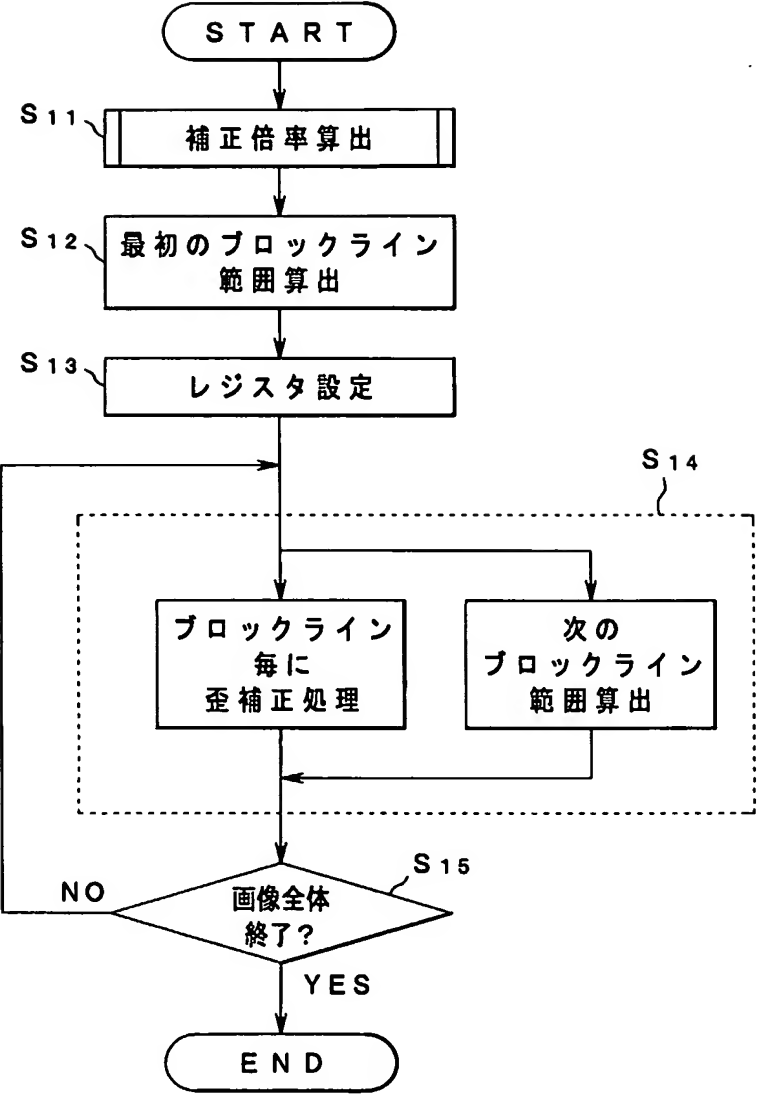 START
S11
補正倍率算出
S12
最初のブロックライン
範囲算出
S13
レジスタ設定
S14
ブロックライン
毎に
歪補正処理
次の
ブロックライン
範囲算出
S15
画像全体
終了?
NO
YES
END